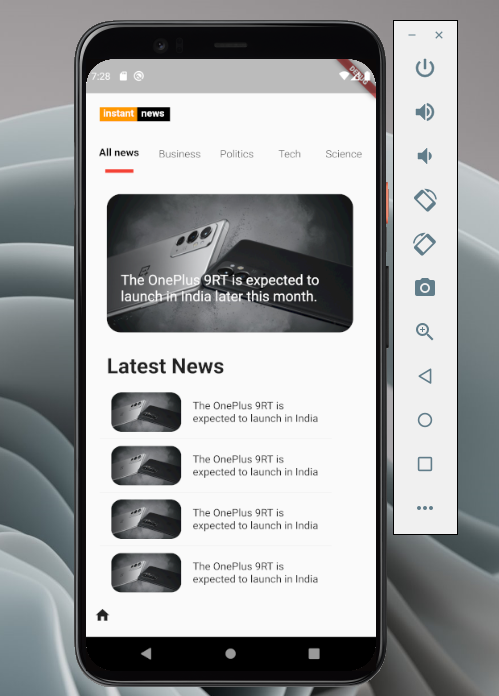 7:28
DEBUG
instant news
All news Business Politics Tech Science
The OnePlus 9RT is expected to
launch in India later this month.
Latest News
The OnePlus 9RT is
expected to launch in India
The OnePlus 9RT is
expected to launch in India
The OnePlus 9RT is
expected to launch in India
The OnePlus 9RT is
expected to launch in India